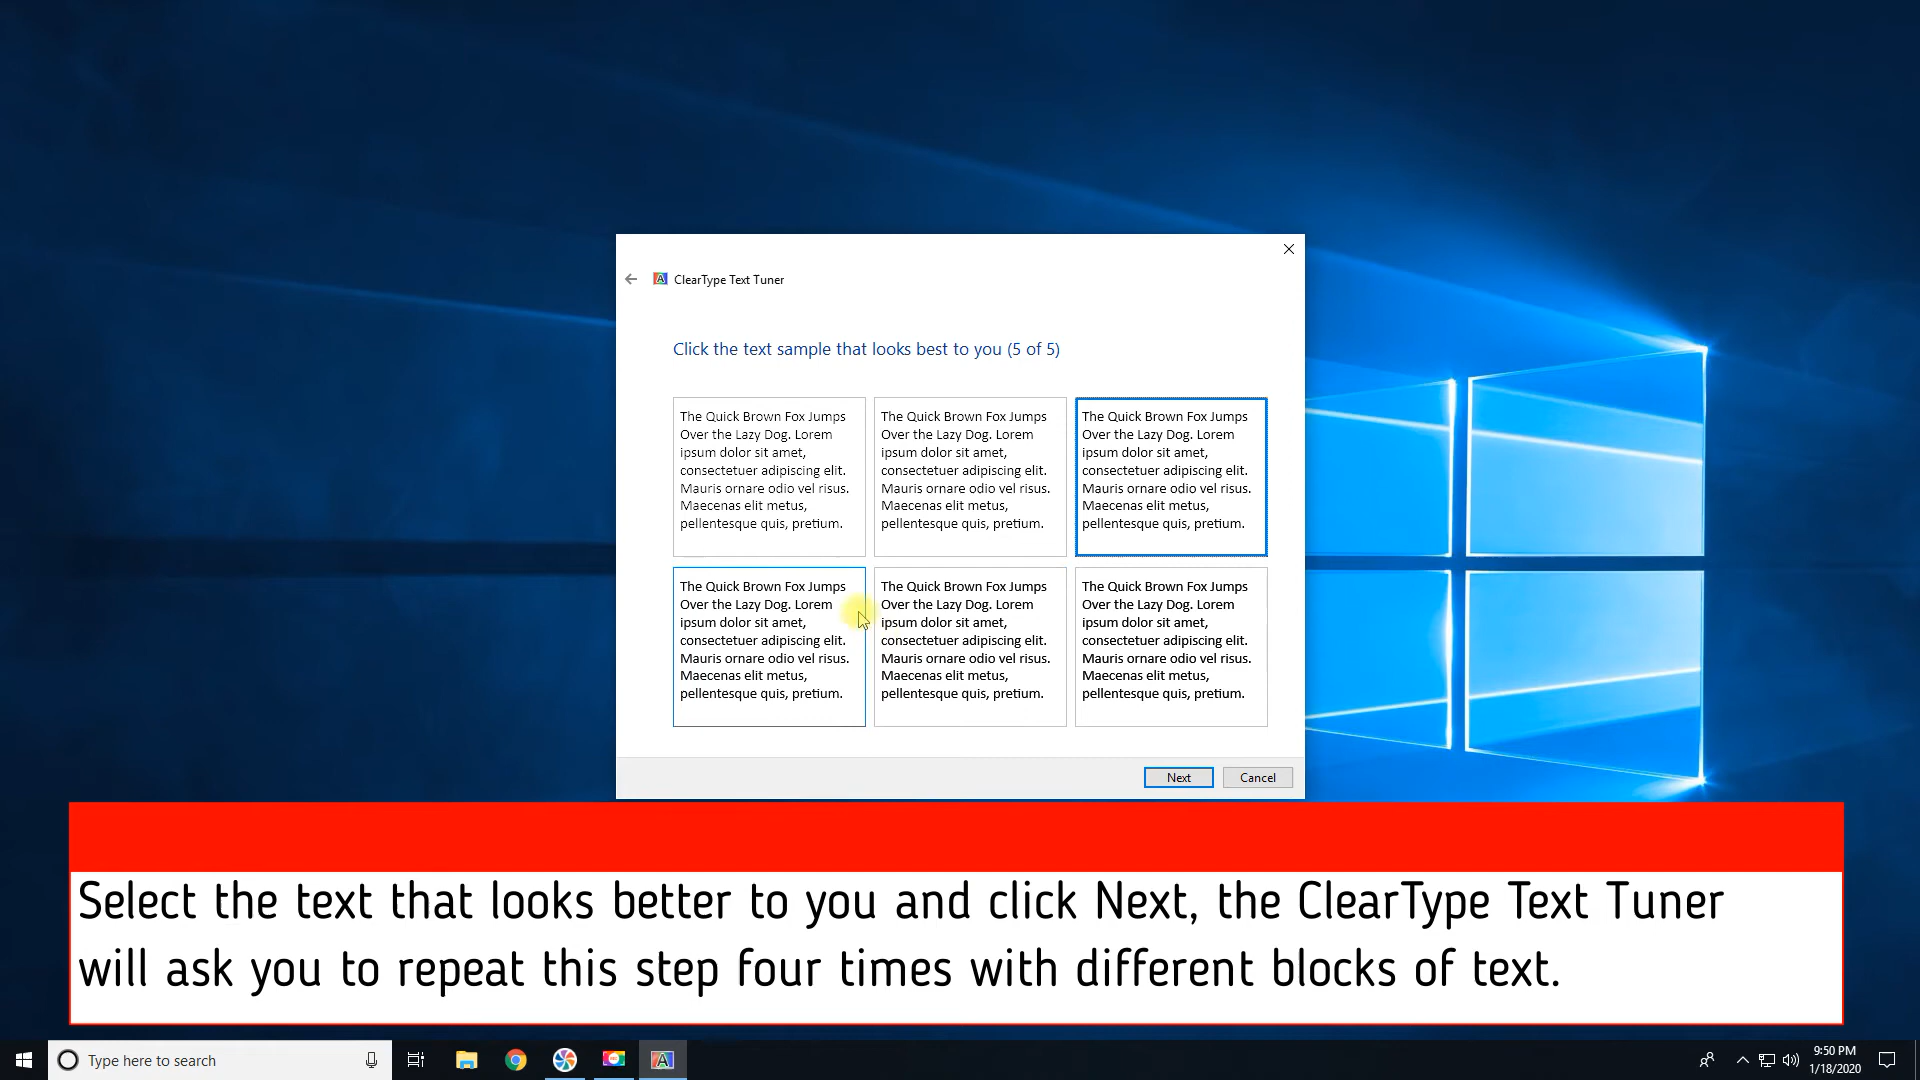 ClearType Text Tuner
Click the text sample that looks best to you (5 of 5)
The Quick Brown Fox Jumps
Over the Lazy Dog. Lorem
ipsum dolor sit amet,
consectetuer adipiscing elit.
Mauris ornare odio vel risus.
Maecenas elit metus,
pellentesque quis, pretium.
The Quick Brown Fox Jumps
Over the Lazy Dog. Lorem
ipsum dolor sit amet,
consectetuer adipiscing elit.
Mauris ornare odio vel risus.
Maecenas elit metus,
pellentesque quis, pretium.
The Quick Brown Fox Jumps
Over the Lazy Dog. Lorem
ipsum dolor sit amet,
consectetuer adipiscing elit.
Mauris ornare odio vel risus.
Maecenas elit metus,
pellentesque quis, pretium.
The Quick Brown Fox Jumps
Over the Lazy Dog. Lorem
ipsum dolor sit amet,
consectetuer adipiscing elit.
Mauris ornare odio vel risus.
Maecenas elit metus,
pellentesque quis, pretium.
The Quick Brown Fox Jumps
Over the Lazy Dog. Lorem
ipsum dolor sit amet,
consectetuer adipiscing elit.
Mauris ornare odio vel risus.
Maecenas elit metus,
pellentesque quis, pretium.
The Quick Brown Fox Jumps
Over the Lazy Dog. Lorem
ipsum dolor sit amet,
consectetuer adipiscing elit.
Mauris ornare odio vel risus.
Maecenas elit metus,
pellentesque quis, pretium.
Next Cancel
Select the text that looks better to you and click Next, the ClearType Text Tuner
will ask you to repeat this step four times with different blocks of text.
Type here to search
9:50 PM
1/18/2020